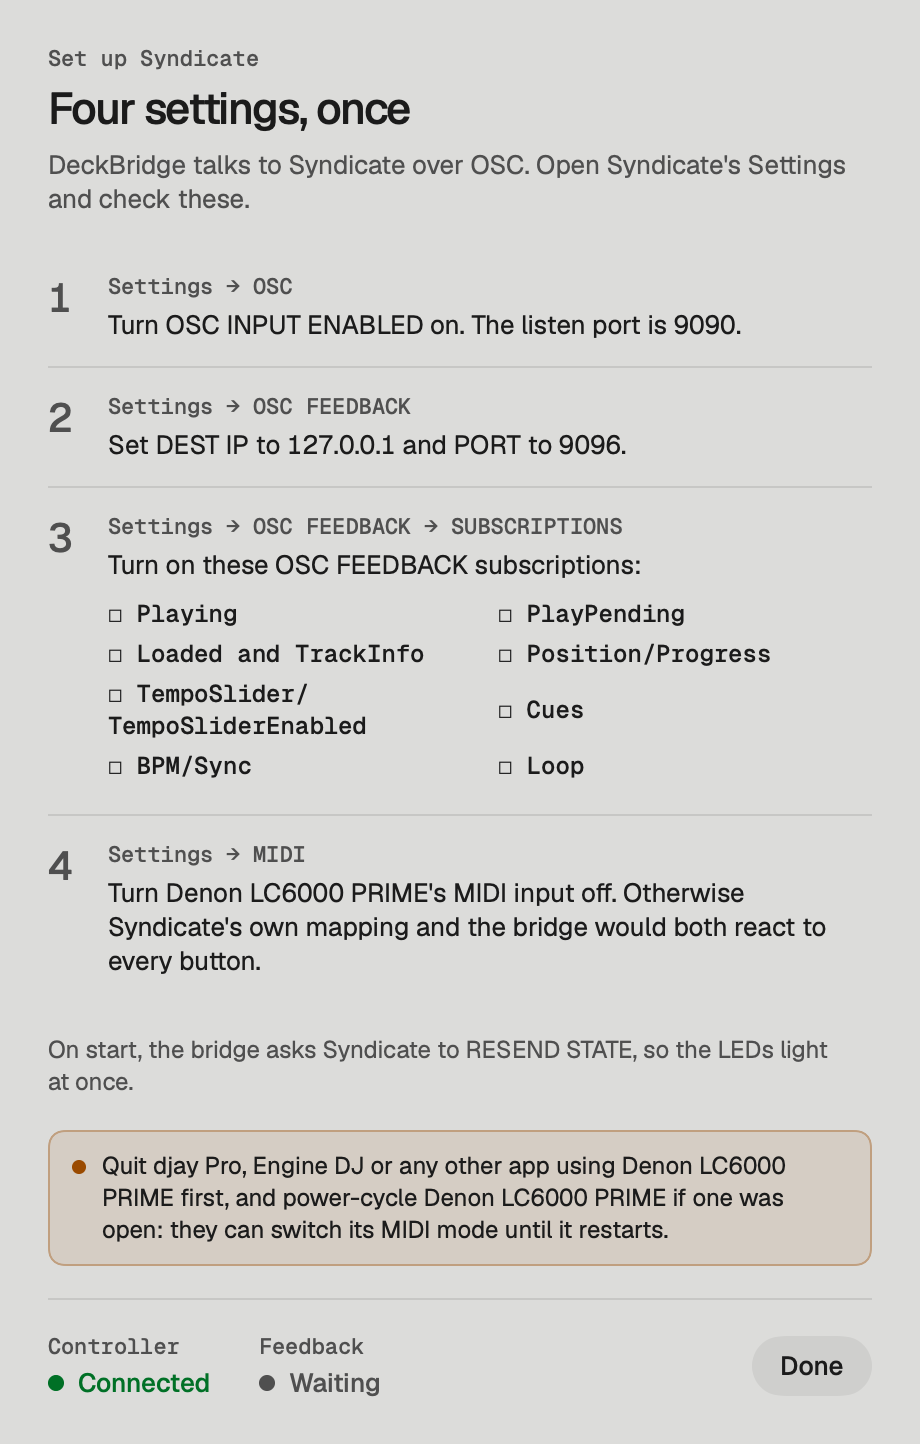 Set up Syndicate
Four settings, once
DeckBridge talks to Syndicate over OSC. Open Syndicate's Settings
and check these.
1
Settings → OSC
Turn OSC INPUT ENABLED on. The listen port is 9090.
2
Settings → OSC FEEDBACK
Set DEST IP to 127.0.0.1 and PORT to 9096.
3
Settings → OSC FEEDBACK → SUBSCRIPTIONS
Turn on these OSC FEEDBACK subscriptions:
☐ Playing
☐ PlayPending
☐ Loaded and TrackInfo
☐ Position/Progress
☐ TempoSlider/
TempoSliderEnabled
☐ Cues
☐ BPM/Sync
☐ Loop
4
Settings → MIDI
Turn Denon LC6000 PRIME's MIDI input off. Otherwise
Syndicate's own mapping and the bridge would both react to
every button.
On start, the bridge asks Syndicate to RESEND STATE, so the LEDs light
at once.
Quit djay Pro, Engine DJ or any other app using Denon LC6000
PRIME first, and power-cycle Denon LC6000 PRIME if one was
open: they can switch its MIDI mode until it restarts.
Controller
Connected
Feedback
Waiting
Done